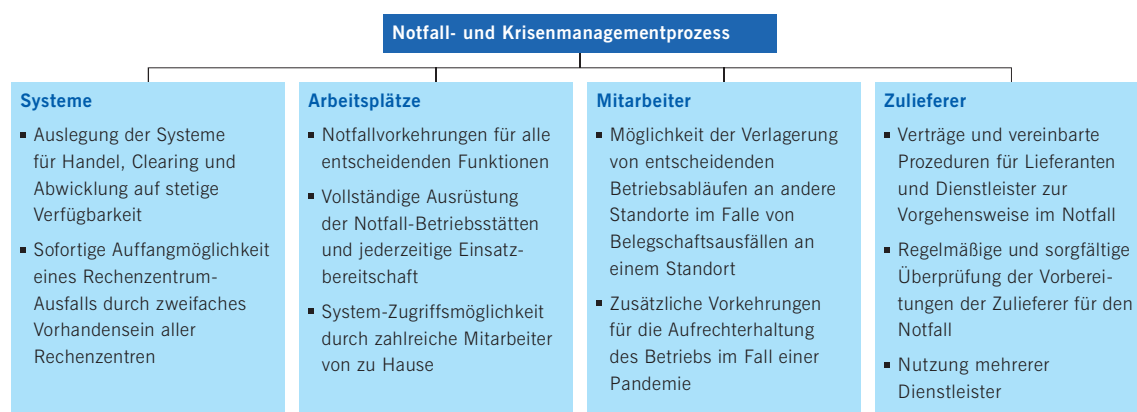 Notfall- und Krisenmanagementprozess
Systeme
▪ Auslegung der Systeme
für Handel, Clearing und
Abwicklung auf stetige
Verfügbarkeit
▪ Sofortige Auffangmöglichkeit
eines Rechenzentrum-
Ausfalls durch zweifaches
Vorhandensein aller
Rechenzentren
Arbeitsplätze
▪ Notfallvorkehrungen für alle
entscheidenden Funktionen
▪ Vollständige Ausrüstung
der Notfall-Betriebsstätten
und jederzeitige Einsatz-
bereitschaft
▪ System-Zugriffsmöglichkeit
durch zahlreiche Mitarbeiter
von zu Hause
Mitarbeiter
▪ Möglichkeit der Verlagerung
von entscheidenden
Betriebsabläufen an andere
Standorte im Falle von
Belegschaftsausfällen an
einem Standort
▪ Zusätzliche Vorkehrungen
für die Aufrechterhaltung
des Betriebs im Fall einer
Pandemie
Zulieferer
▪ Verträge und vereinbarte
Prozeduren für Lieferanten
und Dienstleister zur
Vorgehensweise im Notfall
▪ Regelmäßige und sorgfältige
Überprüfung der Vorberei-
tungen der Zulieferer für den
Notfall
▪ Nutzung mehrerer
Dienstleister